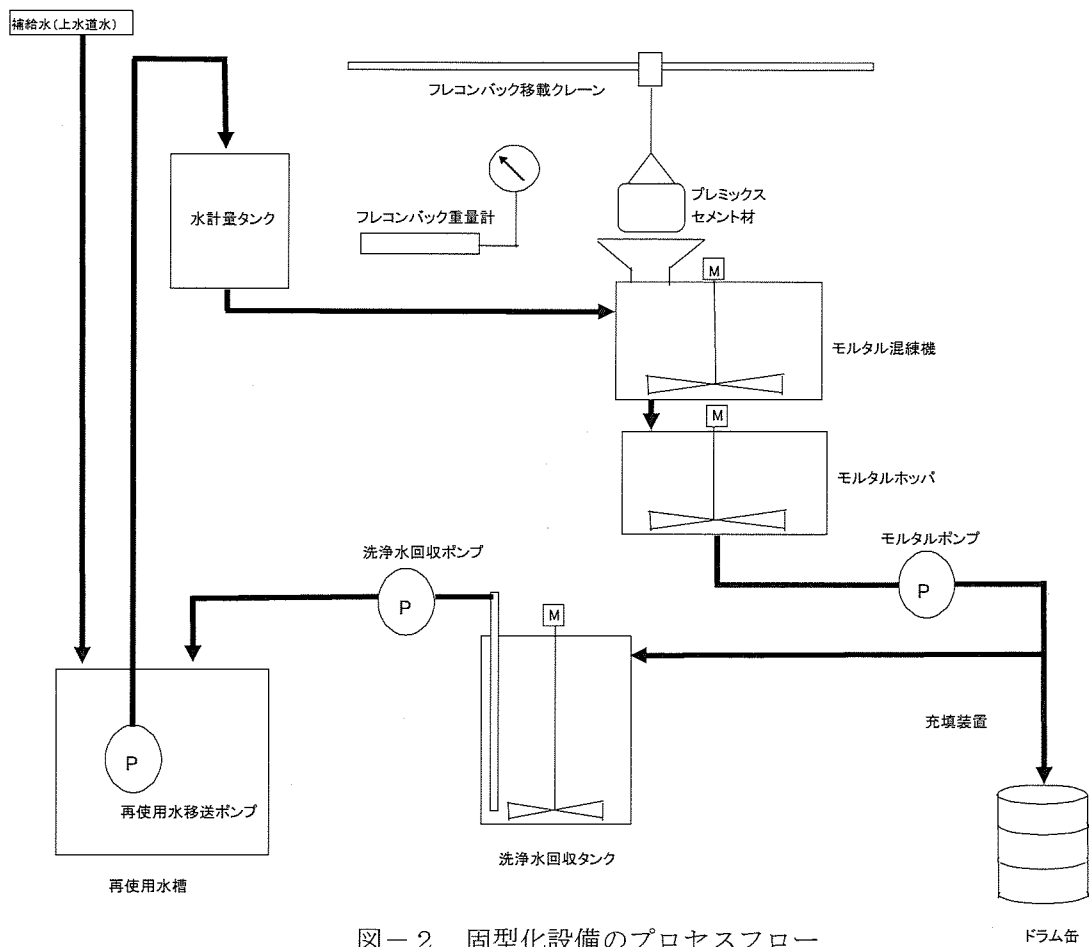 補給水(上水道水)
フレコンバック移載クレーン
水計量タンク
フレコンバック重量計
プレミックス
セメント材
M
モルタル混練機
M
モルタルホッパ
洗浄水回収ポンプ
P
モルタルポンプ
P
M
充填装置
P
再使用水移送ポンプ
再使用水槽
洗浄水回収タンク
ドラム缶
図-2 固型化設備のプロセスフロー